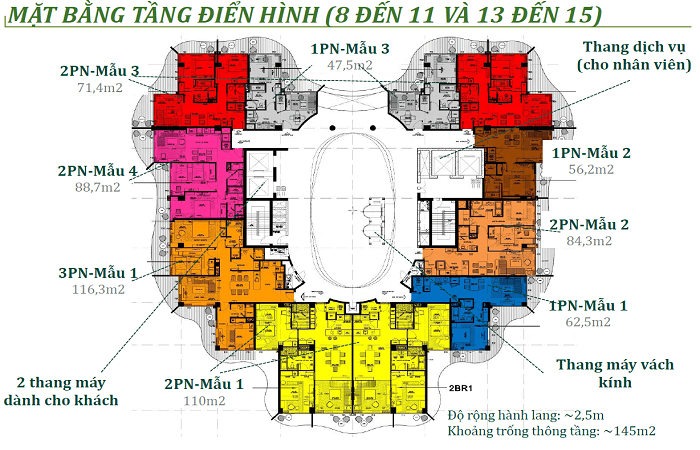 MẶT BẰNG TẦNG ĐIỂN HÌNH (8 ĐẾN 11 VÀ 13 ĐẾN 15)
2PN-Mẫu 3
71,4m2
1PN-Mẫu 3
47,5m2
Thang dịch vụ
(cho nhân viên)
2PN-Mẫu 4
88,7m2
1PN-Mẫu 2
56,2m2
2PN-Mẫu 2
84,3m2
3PN-Mẫu 1
116,3m2
1PN-Mẫu 1
62,5m2
2 thang máy
dành cho khách
2PN-Mẫu 1
110m2
2BR1
Thang máy vách
kính
Độ rộng hành lang: ~2,5m
Khoảng trống thông tầng: ~145m2